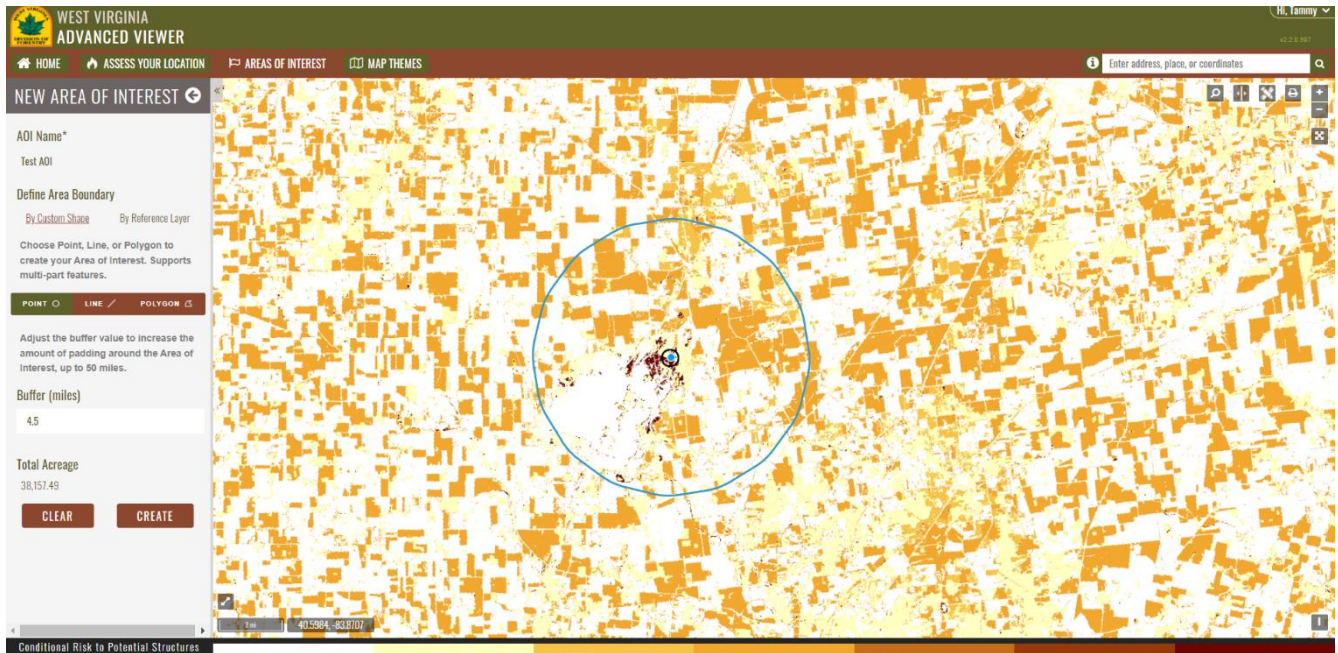 WEST VIRGINIA
ADVANCED VIEWER
Hi, Tammy
HOME
ASSESS YOUR LOCATION
AREAS OF INTEREST
MAP THEMES
Enter address, place, or coordinates
NEW AREA OF INTEREST
AOI Name*
Test AOI
Define Area Boundary
By Custom Shape By Reference Layer
Choose Point, Line, or Polygon to
create your Area of Interest. Supports
multi-part features.
POINT LINE POLYGON
Adjust the buffer value to increase the
amount of padding around the Area of
Interest, up to 50 miles.
Buffer (miles)
4.5
Total Acreage
38,157.49
CLEAR CREATE
2 mi
40.5984, -83.8707
Conditional Risk to Potential Structures